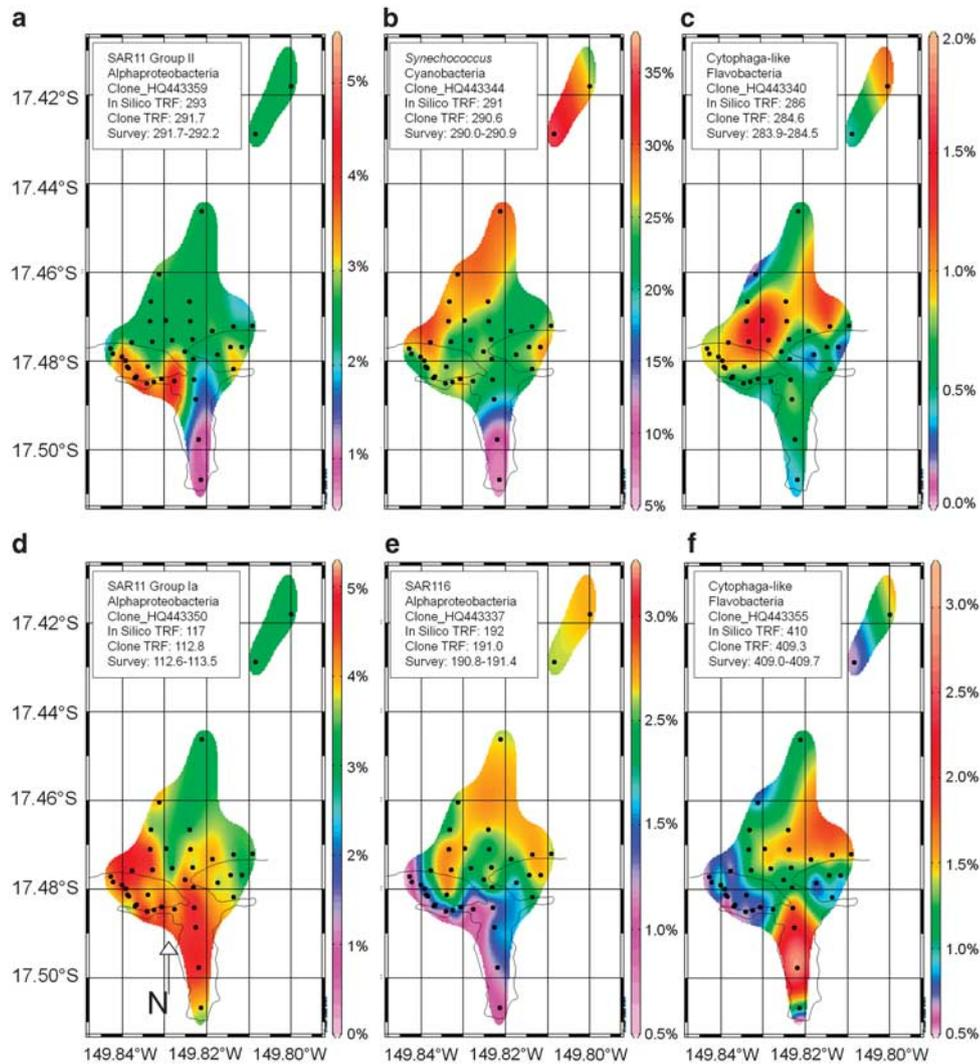 a
SAR11 Group II
Alphaproteobacteria
Clone_HQ443359
In Silico TRF: 293
Clone TRF: 291.7
Survey: 291.7-292.2
17.42°S
17.44°S
17.46°S
17.48°S
17.50°S
5%
4%
3%
2%
1%
b
Synechococcus
Cyanobacteria
Clone_HQ443344
In Silico TRF: 291
Clone TRF: 290.6
Survey: 290.0-290.9
35%
30%
25%
20%
15%
10%
5%
c
Cytophaga-like
Flavobacteria
Clone_HQ443340
In Silico TRF: 286
Clone TRF: 284.6
Survey: 283.9-284.5
2.0%
1.5%
1.0%
0.5%
0.0%
d
SAR11 Group Ia
Alphaproteobacteria
Clone_HQ443350
In Silico TRF: 117
Clone TRF: 112.8
Survey: 112.6-113.5
17.42°S
17.44°S
17.46°S
17.48°S
17.50°S
N
5%
4%
3%
2%
1%
0%
149.84°W 149.82°W 149.80°W
e
SAR116
Alphaproteobacteria
Clone_HQ443337
In Silico TRF: 192
Clone TRF: 191.0
Survey: 190.8-191.4
3.0%
2.5%
1.5%
1.0%
0.5%
149.84°W 149.82°W 149.80°W
f
Cytophaga-like
Flavobacteria
Clone_HQ443355
In Silico TRF: 410
Clone TRF: 409.3
Survey: 409.0-409.7
3.0%
2.5%
2.0%
1.5%
1.0%
0.5%
149.84°W 149.82°W 149.80°W